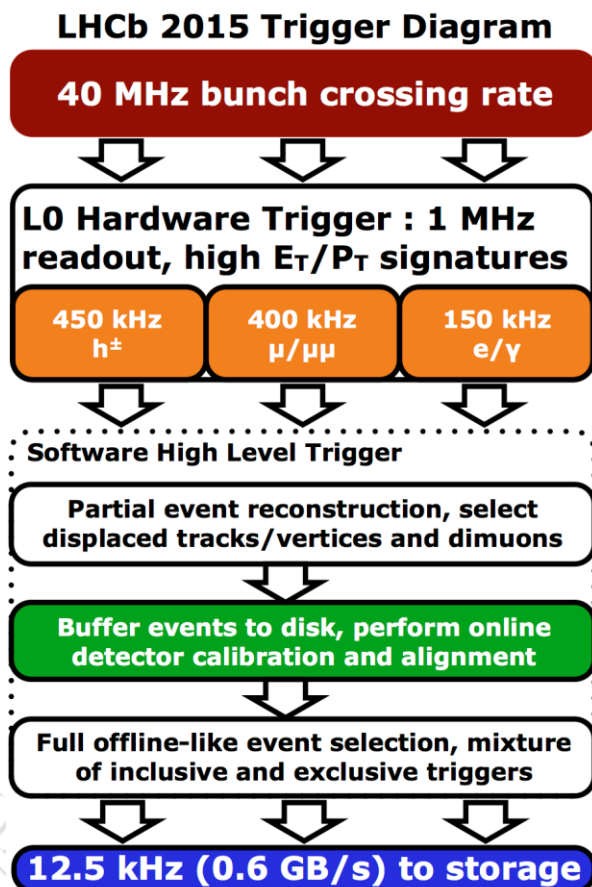 LHCb 2015 Trigger Diagram
40 MHz bunch crossing rate
L0 Hardware Trigger : 1 MHz
readout, high E_T/P_T signatures
450 kHz
h±
400 kHz
μ/μμ
150 kHz
e/γ
Software High Level Trigger
Partial event reconstruction, select
displaced tracks/vertices and dimuons
Buffer events to disk, perform online
detector calibration and alignment
Full offline-like event selection, mixture
of inclusive and exclusive triggers
12.5 kHz (0.6 GB/s) to storage